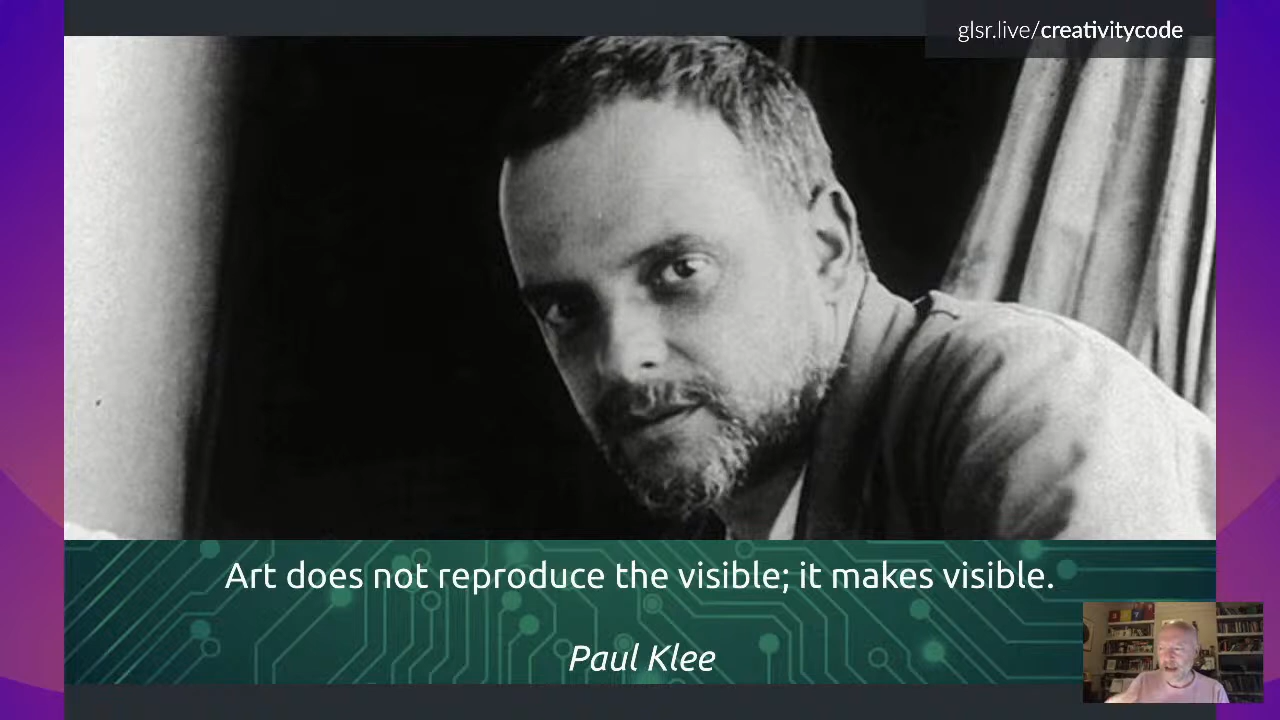 glsr.live/creativitycode
Art does not reproduce the visible; it makes visible.
Paul Klee